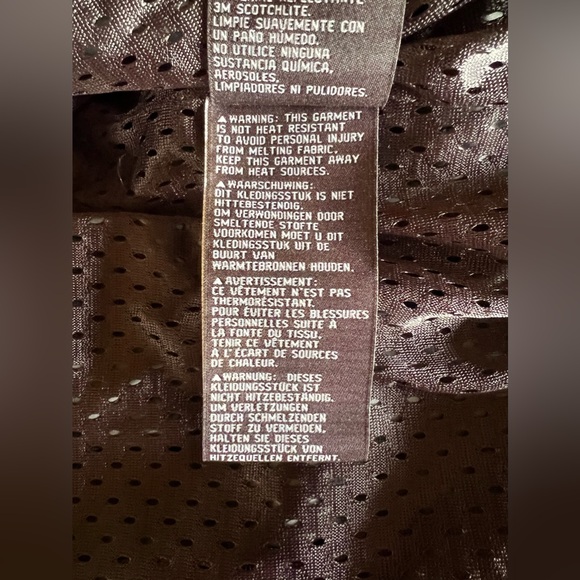 3M SCOTCHLITE.
LIMPIE SUAVEMENTE CON
UN PAÑO HÚMEDO.
NO UTILICE NINGUNA
SUSTANCIA QUÍMICA,
AEROSOLES,
LIMPIADORES NI PULIDORES.
⚠WARNING: THIS GARMENT
IS NOT HEAT RESISTANT
TO AVOID PERSONAL INJURY
FROM MELTING FABRIC.
KEEP THIS GARMENT AWAY
FROM HEAT SOURCES.
⚠WAARSCHUWING:
DIT KLEDINGSSTUK IS NIET
HITTEBESTENDIG.
OM VERWONDINGEN DOOR
SMELTENDE STOFFE
VOORKOMEN MOET U DIT
KLEDINGSSTUK UIT DE
BUURT VAN
WARMTEBRONNEN HOUDEN.
⚠AVERTISSEMENT:
CE VÊTEMENT N'EST PAS
THERMORÉSISTANT.
POUR ÉVITER LES BLESSURES
PERSONNELLES SUITE À
LA FONTE DU TISSU.
TENIR CE VÊTEMENT
À L'ÉCART DE SOURCES
DE CHALEUR.
⚠WARNUNG: DIESES
KLEIDUNGSSTÜCK IST
NICHT HITZEBESTÄNDIG.
UM VERLETZUNGEN
DURCH SCHMELZENDEN
STOFF ZU VERMEIDEN.
HALTEN SIE DIESES
KLEIDUNGSSTÜCK VON
HITZEQUELLEN ENTFERNT.